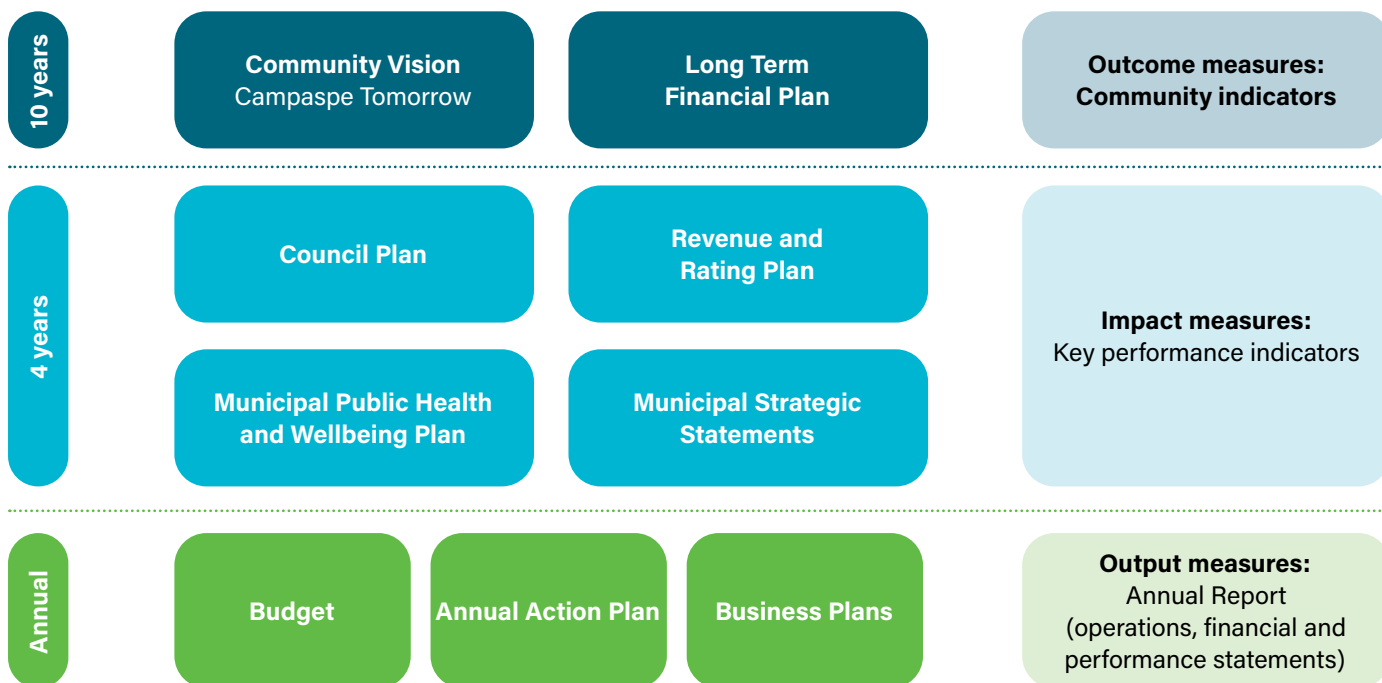 10 years
Community Vision
Campaspe Tomorrow
Long Term
Financial Plan
Outcome measures:
Community indicators
4 years
Council Plan
Revenue and
Rating Plan
Municipal Public Health
and Wellbeing Plan
Municipal Strategic
Statements
Impact measures:
Key performance indicators
Annual
Budget
Annual Action Plan
Business Plans
Output measures:
Annual Report
(operations, financial and
performance statements)